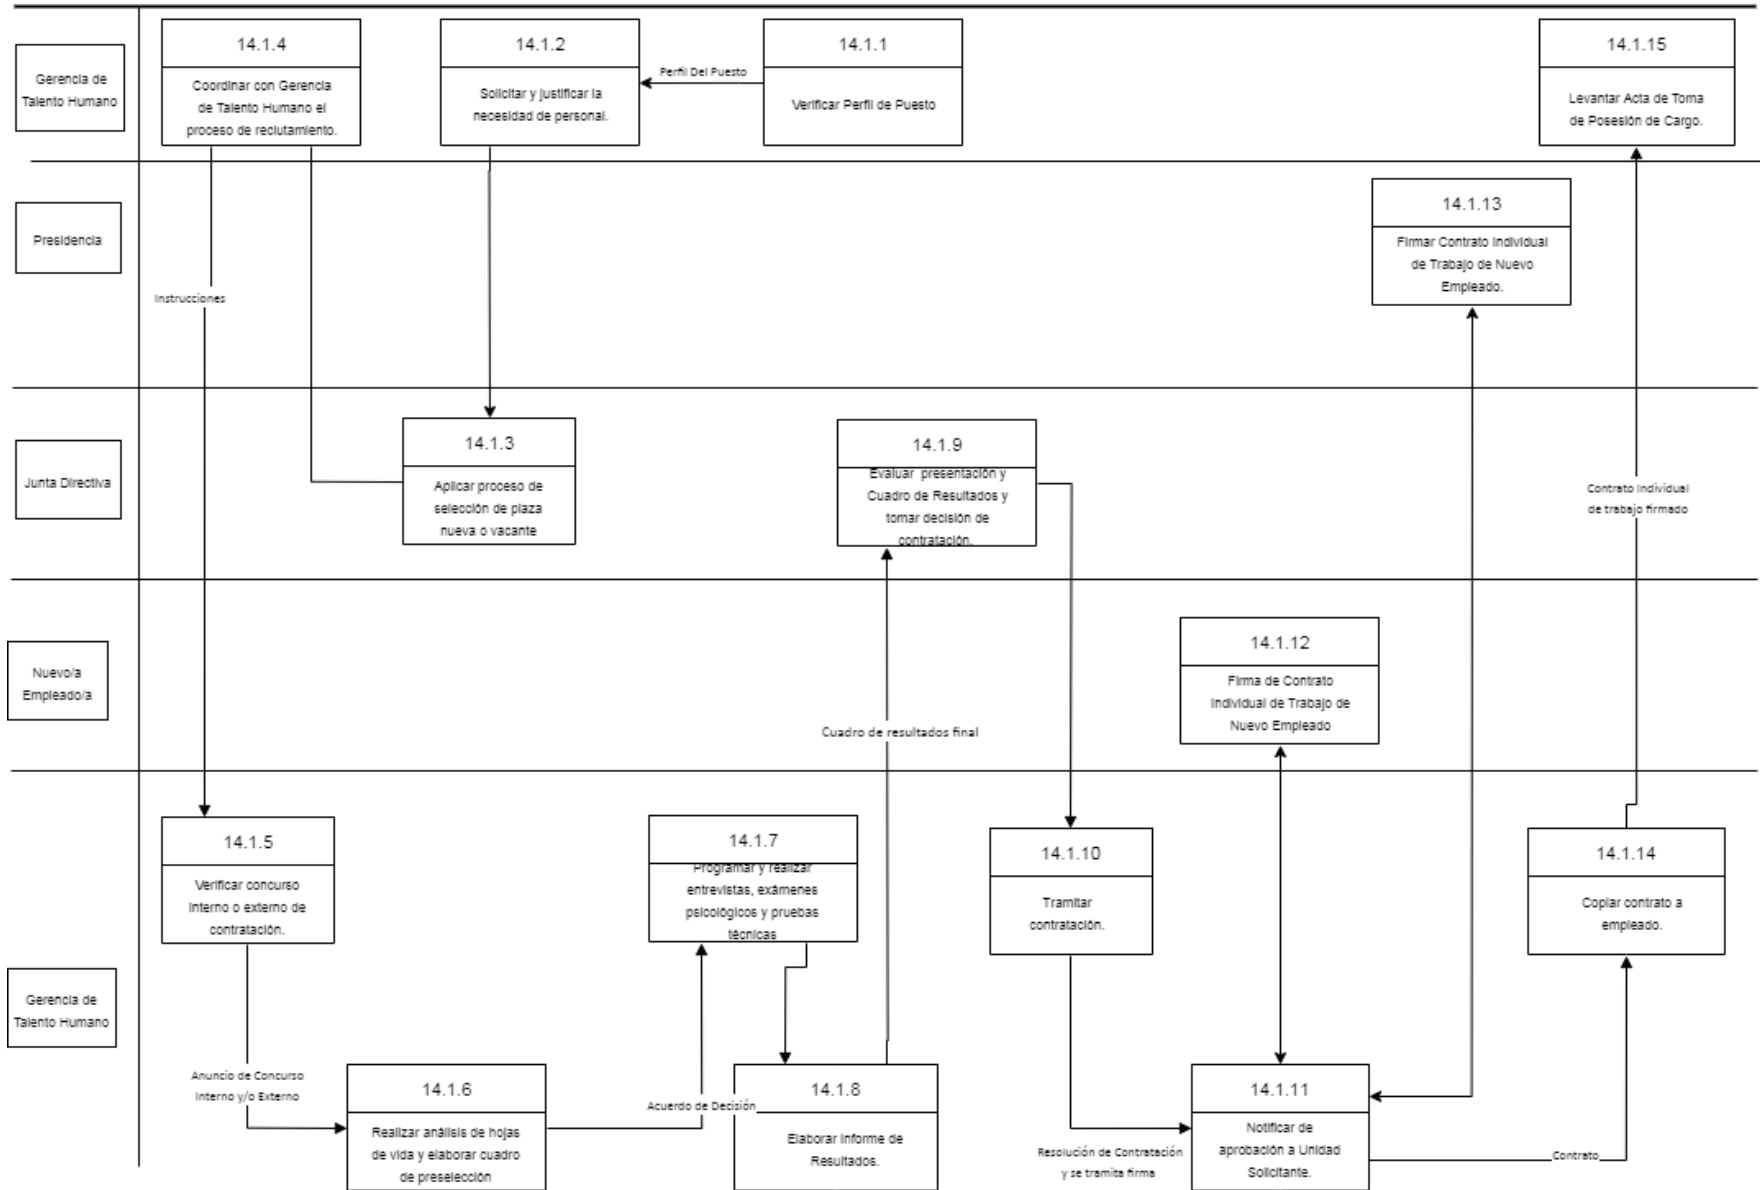 Gerencia de
Talento Humano
14.1.4
Coordinar con Gerencia
de Talento Humano el
proceso de reclutamiento.
14.1.2
Solicitar y justificar la
necesidad de personal.
Perfil Del Puesto
14.1.1
Verificar Perfil de Puesto
14.1.15
Levantar Acta de Toma
de Posesión de Cargo.
Presidencia
Instrucciones
14.1.13
Firmar Contrato Individual
de Trabajo de Nuevo
Empleado.
Junta Directiva
14.1.3
Aplicar proceso de
selección de plaza
nueva o vacante
14.1.9
Evaluar presentación y
Cuadro de Resultados y
tomar decisión de
contratación.
Contrato Individual
de trabajo firmado
Nuevo/a
Empleado/a
Cuadro de resultados final
14.1.12
Firma de Contrato
Individual de Trabajo de
Nuevo Empleado
Gerencia de
Talento Humano
14.1.5
Verificar concurso
interno o externo de
contratación.
Anuncio de Concurso
Interno y/o Externo
14.1.6
Realizar análisis de hojas
de vida y elaborar cuadro
de preselección
14.1.7
Programar y realizar
entrevistas, exámenes
psicológicos y pruebas
técnicas
Acuerdo de Decisión
14.1.8
Elaborar Informe de
Resultados.
14.1.10
Tramitar
contratación.
Resolución de Contratación
y se tramita firma
14.1.11
Notificar de
aprobación a Unidad
Solicitante.
Contrato
14.1.14
Copiar contrato a
empleado.